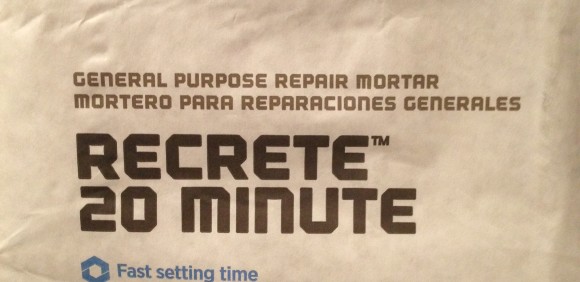 GENERAL PURPOSE REPAIR MORTAR
MORTERO PARA REPARACIONES GENERALES
RECRETE™
20 MINUTE
Fast setting time